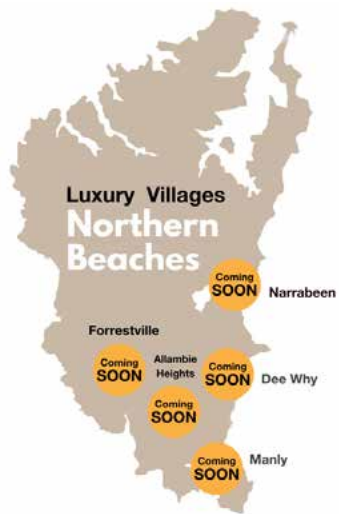 Luxury Villages
Northern
Beaches
Coming
SOON
Narrabeen
Forrestville
Coming
SOON
Allambie
Heights
Coming
SOON
Coming
SOON
Dee Why
Coming
SOON
Manly